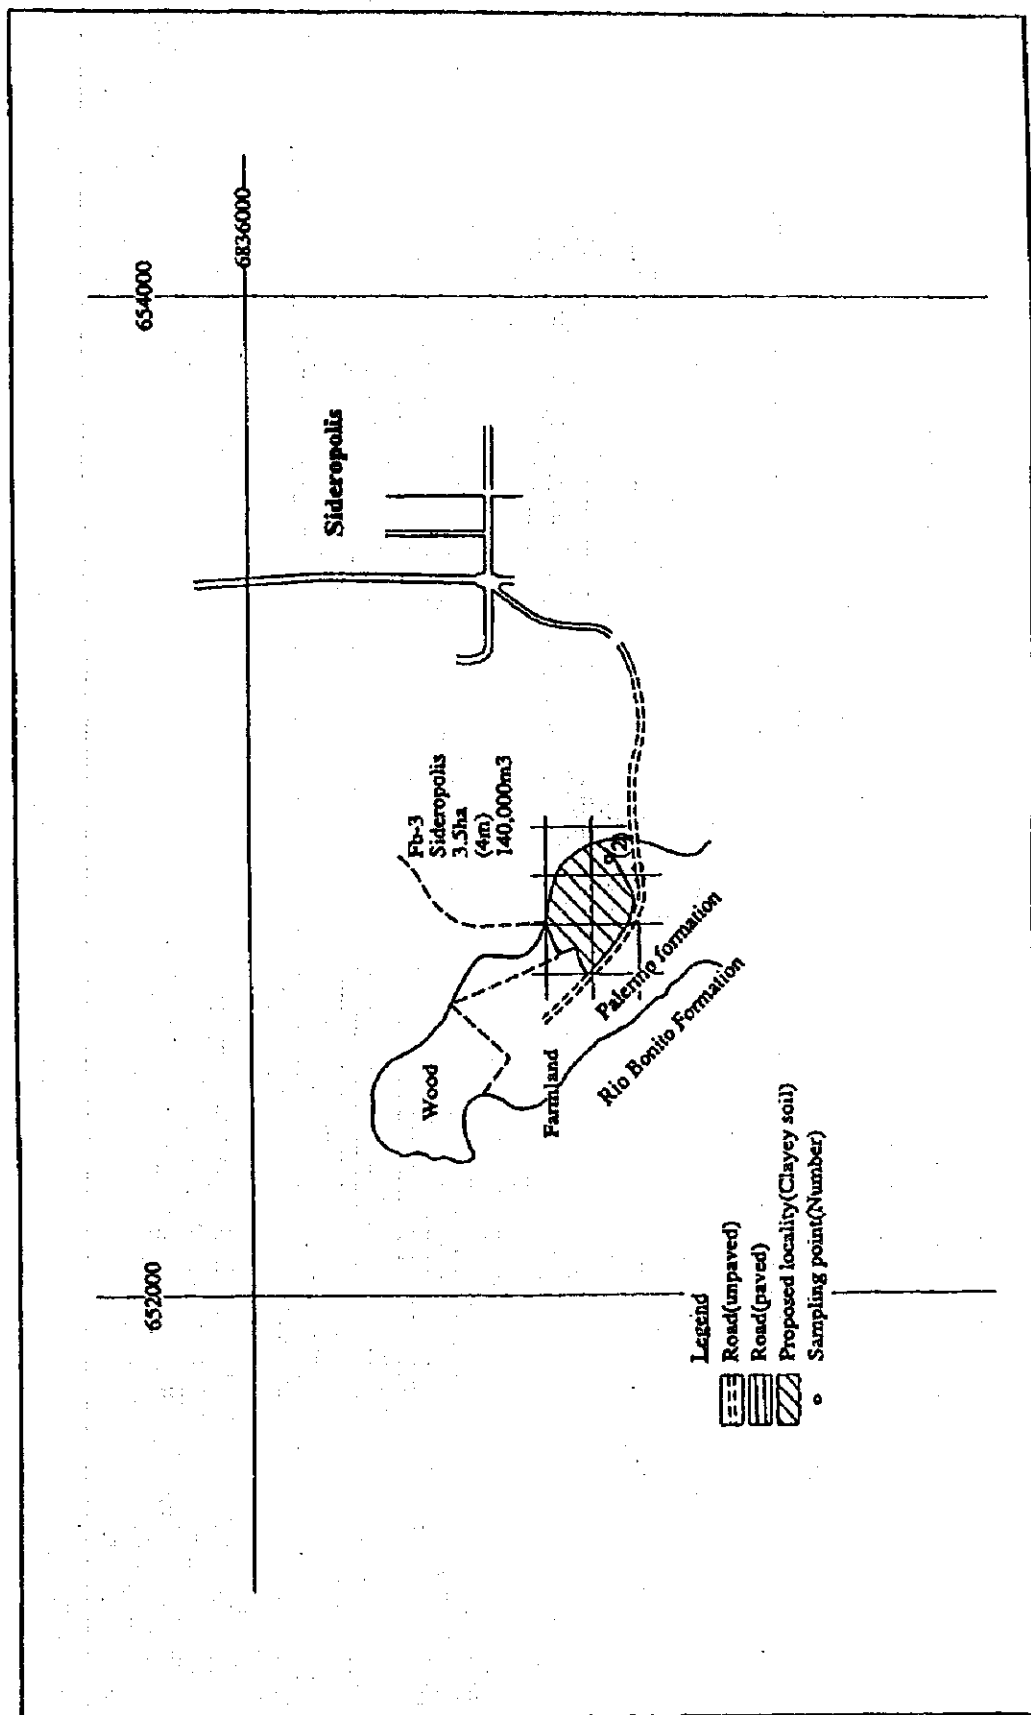 654000
6836000
Sideropolis
Fb-3
Sideropolis
3.5ha
(4m)
140,000m3
(2)
Wood
Farmland
Palermo formation
Rio Bonito Formation
652000
Legend
Road(unpaved)
Road(paved)
Proposed locality(Clayey soil)
Sampling point(Number)